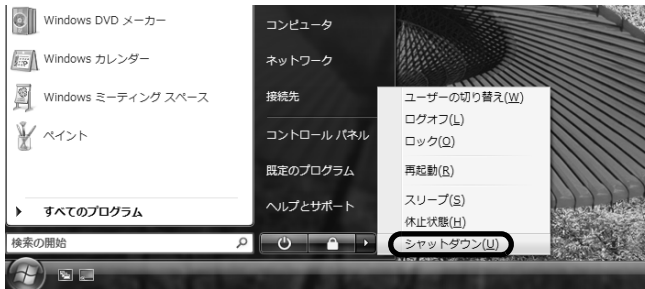 Windows DVD メーカー
Windows カレンダー
Windows ミーティング スペース
ペイント
すべてのプログラム
検索の開始
コンピュータ
ネットワーク
接続先
コントロール パネル
既定のプログラム
ヘルプとサポート
ユーザーの切り替え(W)
ログオフ(L)
ロック(O)
再起動(R)
スリープ(S)
休止状態(H)
シャットダウン(U)